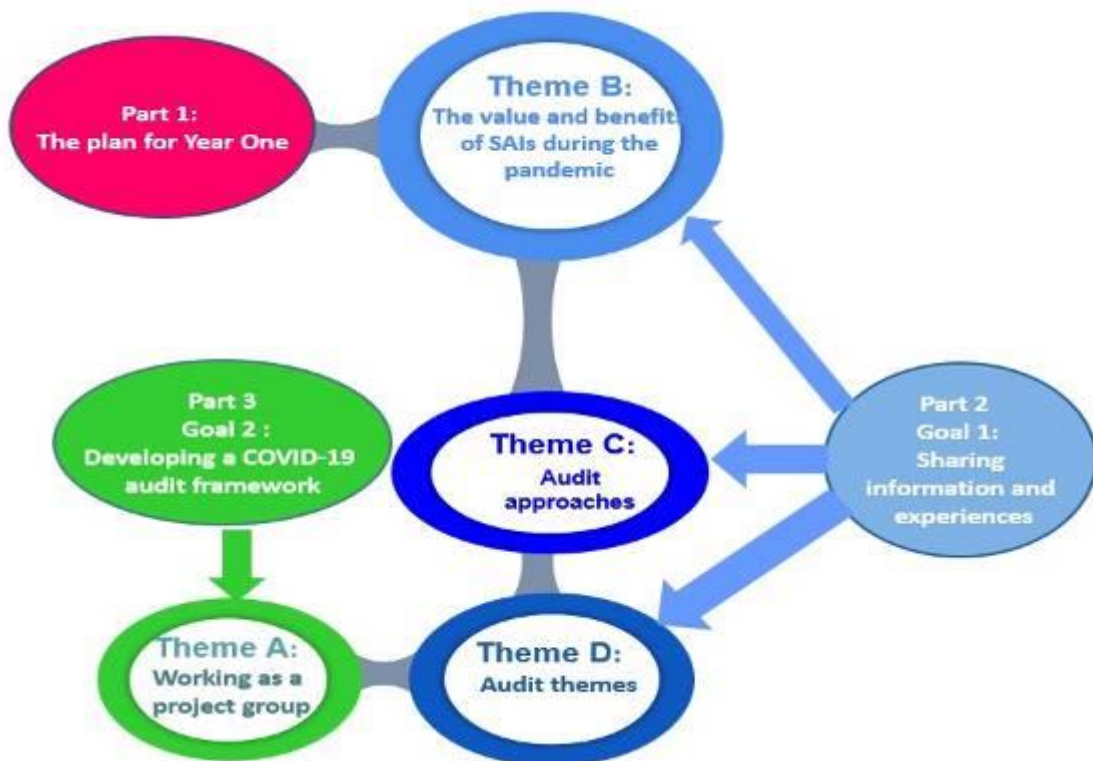 Part 1:
The plan for Year One
Theme B:
The value and benefits
of SAIs during the
pandemic
Part 3
Goal 2 :
Developing a COVID-19
audit framework
Theme C:
Audit
approaches
Part 2
Goal 1:
Sharing
information and
experiences
Theme A:
Working as a
project group
Theme D:
Audit themes